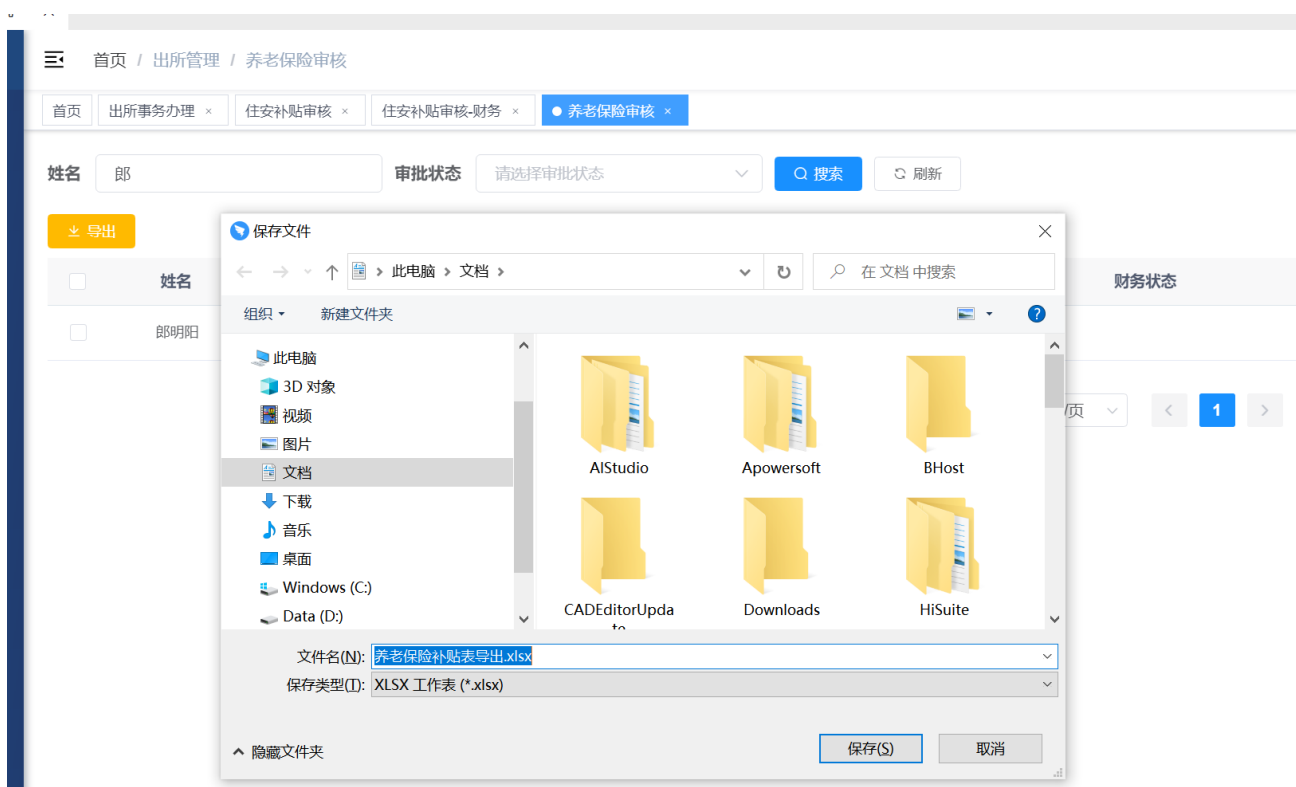 首页 / 出所管理 / 养老保险审核
首页 出所事务办理 × 住安补贴审核 × 住安补贴审核-财务 × 养老保险审核 ×
姓名 郎 审批状态 请选择审批状态 搜索 刷新
导出
姓名 财务状态
郎明阳
/页 1
保存文件
此电脑 › 文档 ›
在 文档 中搜索
组织 新建文件夹
此电脑
3D 对象
视频
图片
文档
下载
音乐
桌面
Windows (C:)
Data (D:)
AIStudio Apowersoft BHost
CADEditorUpda Downloads HiSuite
文件名(N): 养老保险补贴表导出.xlsx
保存类型(T): XLSX 工作表 (*.xlsx)
隐藏文件夹 保存(S) 取消